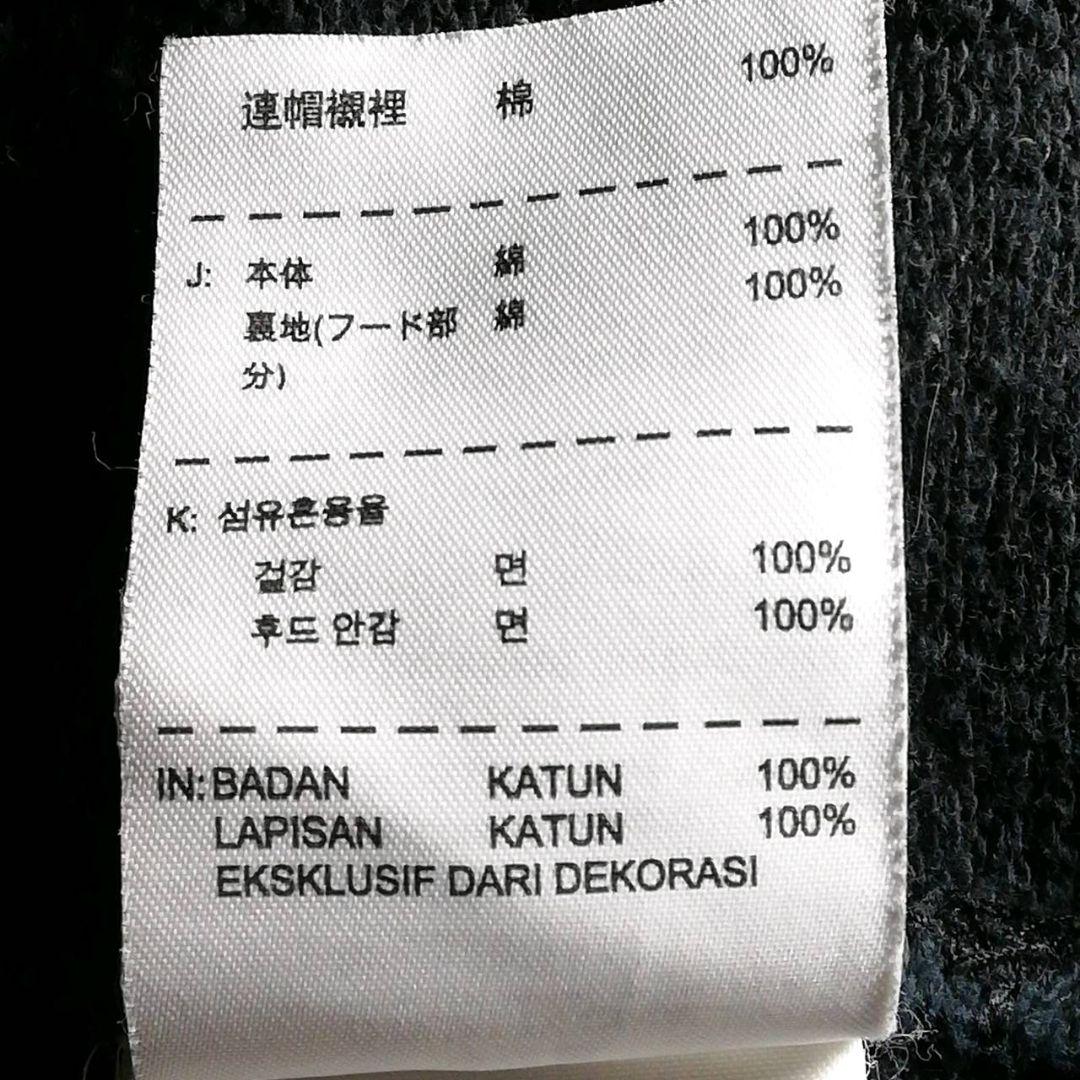 連帽襯裡 棉 100%
J: 本体 綿 100%
裏地(フード部 綿 100%
分)
K: 섬유혼용율
겉감 면 100%
후드 안감 면 100%
IN: BADAN KATUN 100%
LAPISAN KATUN 100%
EKSKLUSIF DARI DEKORASI